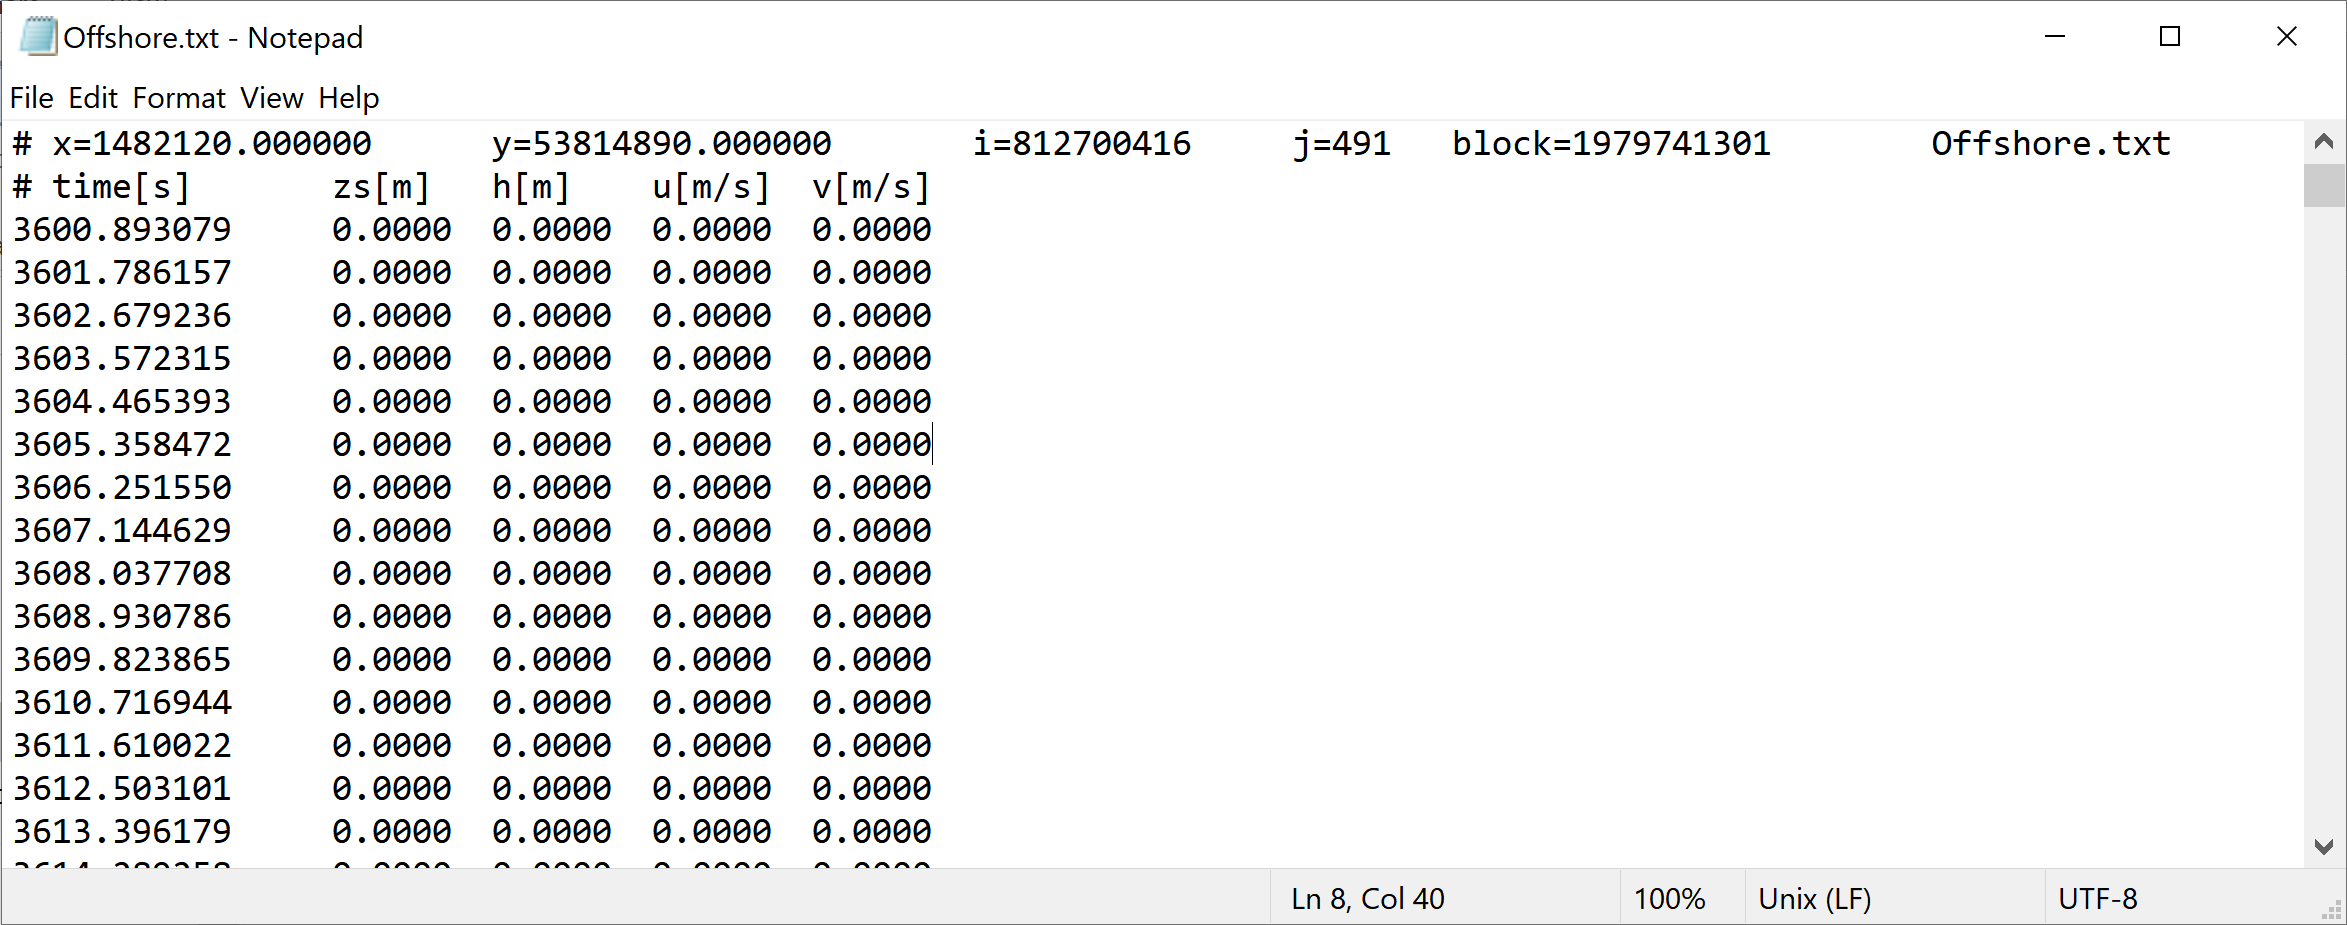 Offshore.txt - Notepad
File Edit Format View Help
# x=1482120.000000 y=53814890.000000 i=812700416 j=491 block=1979741301 Offshore.txt
# time[s] zs[m] h[m] u[m/s] v[m/s]
3600.893079 0.0000 0.0000 0.0000 0.0000
3601.786157 0.0000 0.0000 0.0000 0.0000
3602.679236 0.0000 0.0000 0.0000 0.0000
3603.572315 0.0000 0.0000 0.0000 0.0000
3604.465393 0.0000 0.0000 0.0000 0.0000
3605.358472 0.0000 0.0000 0.0000 0.0000
3606.251550 0.0000 0.0000 0.0000 0.0000
3607.144629 0.0000 0.0000 0.0000 0.0000
3608.037708 0.0000 0.0000 0.0000 0.0000
3608.930786 0.0000 0.0000 0.0000 0.0000
3609.823865 0.0000 0.0000 0.0000 0.0000
3610.716944 0.0000 0.0000 0.0000 0.0000
3611.610022 0.0000 0.0000 0.0000 0.0000
3612.503101 0.0000 0.0000 0.0000 0.0000
3613.396179 0.0000 0.0000 0.0000 0.0000
Ln 8, Col 40 100% Unix (LF) UTF-8